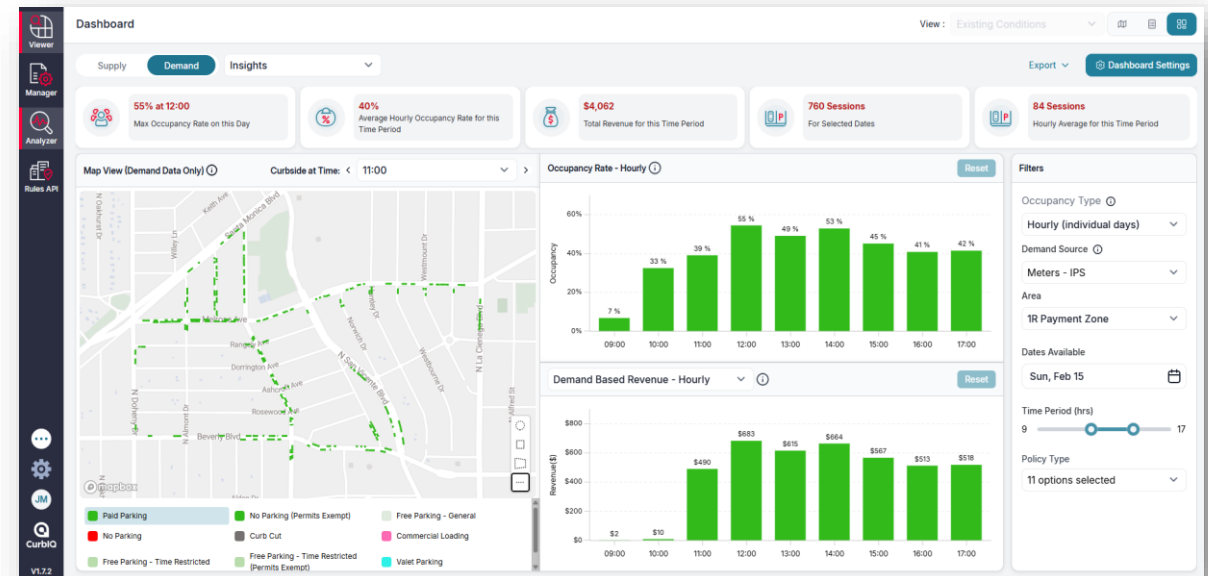 Dashboard
View : Existing Conditions
Viewer
Manager
Analyzer
Rules API
JM
CurbIQ
V1.7.2
Supply Demand Insights
Export Dashboard Settings
55% at 12:00
Max Occupancy Rate on this Day
40%
Average Hourly Occupancy Rate for this
Time Period
$4,062
Total Revenue for this Time Period
760 Sessions
For Selected Dates
84 Sessions
Hourly Average for this Time Period
Map View (Demand Data Only) Curbside at Time: < 11:00 >
N Oakhurst Dr
Keith Ave
Santa Monica Blvd
Willey Ln
Westmount Dr
Huntley Dr
Norwich Dr
Melrose Ave
Rangely Ave
Dorrington Ave
Ashcroft Ave
Rosewood Ave
N San Vicente Blvd
Westbourne Dr
N La Cienega Blvd
N Doheny Dr
N Almont Dr
Beverly Blvd
Alfred St
Alden Dr
mapbox
Paid Parking No Parking (Permits Exempt) Free Parking - General
No Parking Curb Cut Commercial Loading
Free Parking - Time Restricted Free Parking - Time Restricted
(Permits Exempt) Valet Parking
Occupancy Rate - Hourly Reset
Occupancy
60%
40%
20%
0%
7 % 33 % 39 % 55 % 49 % 53 % 45 % 41 % 42 %
09:00 10:00 11:00 12:00 13:00 14:00 15:00 16:00 17:00
Demand Based Revenue - Hourly Reset
Revenue($)
$800
$600
$400
$200
$0
$2 $10 $490 $683 $615 $664 $567 $513 $518
09:00 10:00 11:00 12:00 13:00 14:00 15:00 16:00 17:00
Filters
Occupancy Type
Hourly (individual days)
Demand Source
Meters - IPS
Area
1R Payment Zone
Dates Available
Sun, Feb 15
Time Period (hrs)
9 17
Policy Type
11 options selected